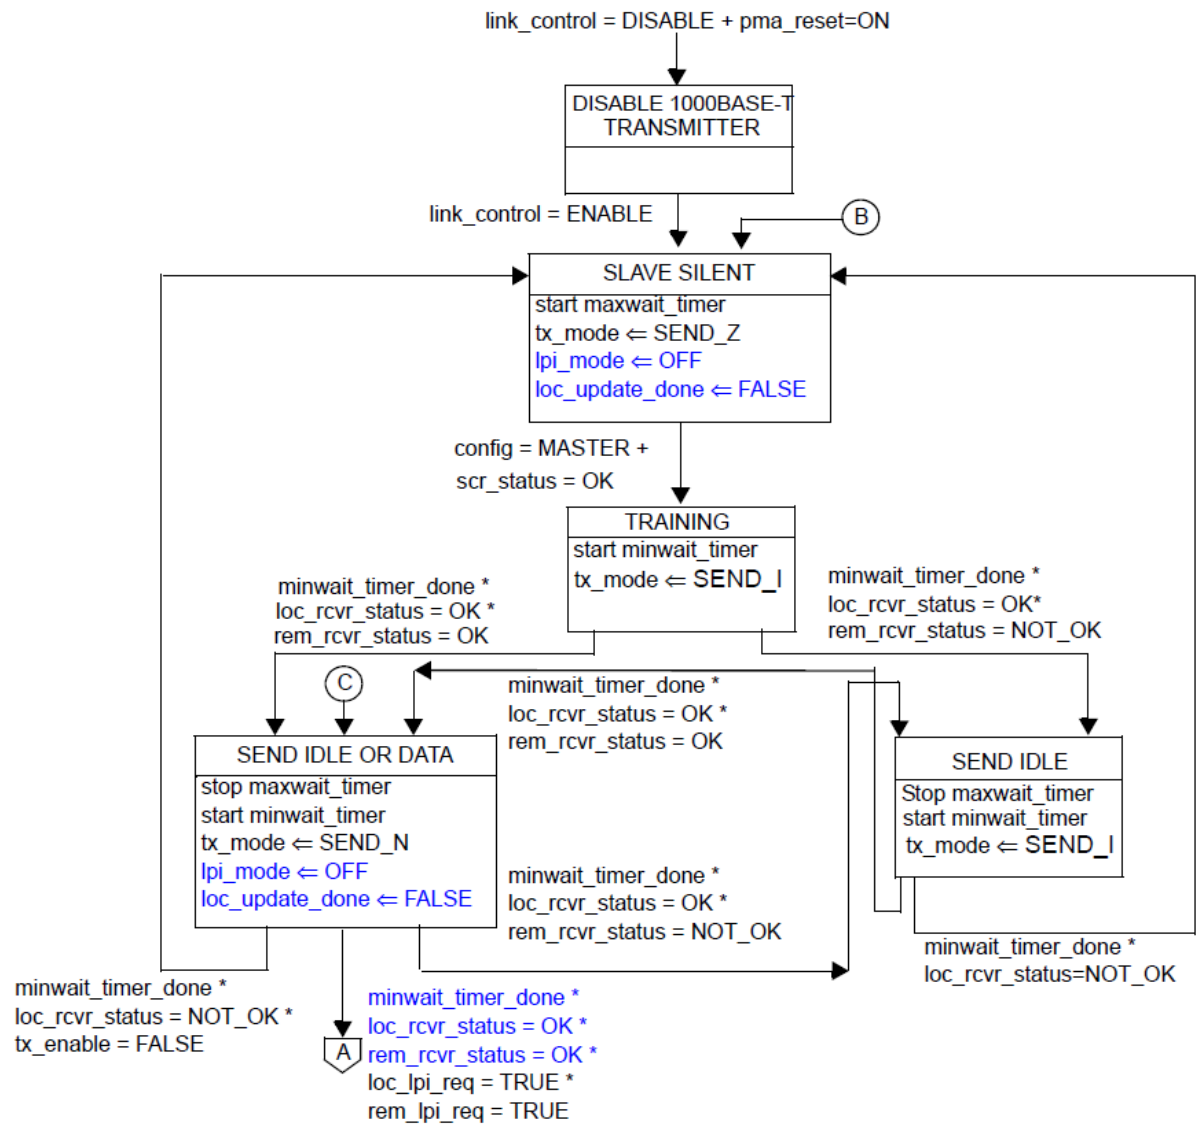 link_control = DISABLE + pma_reset=ON
DISABLE 1000BASE-T
TRANSMITTER
link_control = ENABLE
B
SLAVE SILENT
start maxwait_timer
tx_mode ⇐ SEND_Z
lpi_mode ⇐ OFF
loc_update_done ⇐ FALSE
config = MASTER +
scr_status = OK
TRAINING
start minwait_timer
tx_mode ⇐ SEND_I
minwait_timer_done *
loc_rcvr_status = OK *
rem_rcvr_status = OK
minwait_timer_done *
loc_rcvr_status = OK*
rem_rcvr_status = NOT_OK
C
minwait_timer_done *
loc_rcvr_status = OK *
rem_rcvr_status = OK
SEND IDLE OR DATA
stop maxwait_timer
start minwait_timer
tx_mode ⇐ SEND_N
lpi_mode ⇐ OFF
loc_update_done ⇐ FALSE
SEND IDLE
Stop maxwait_timer
start minwait_timer
tx_mode ⇐ SEND_I
minwait_timer_done *
loc_rcvr_status = OK *
rem_rcvr_status = NOT_OK
minwait_timer_done *
loc_rcvr_status=NOT_OK
minwait_timer_done *
loc_rcvr_status = NOT_OK *
tx_enable = FALSE
A
minwait_timer_done *
loc_rcvr_status = OK *
rem_rcvr_status = OK *
loc_lpi_req = TRUE *
rem_lpi_req = TRUE